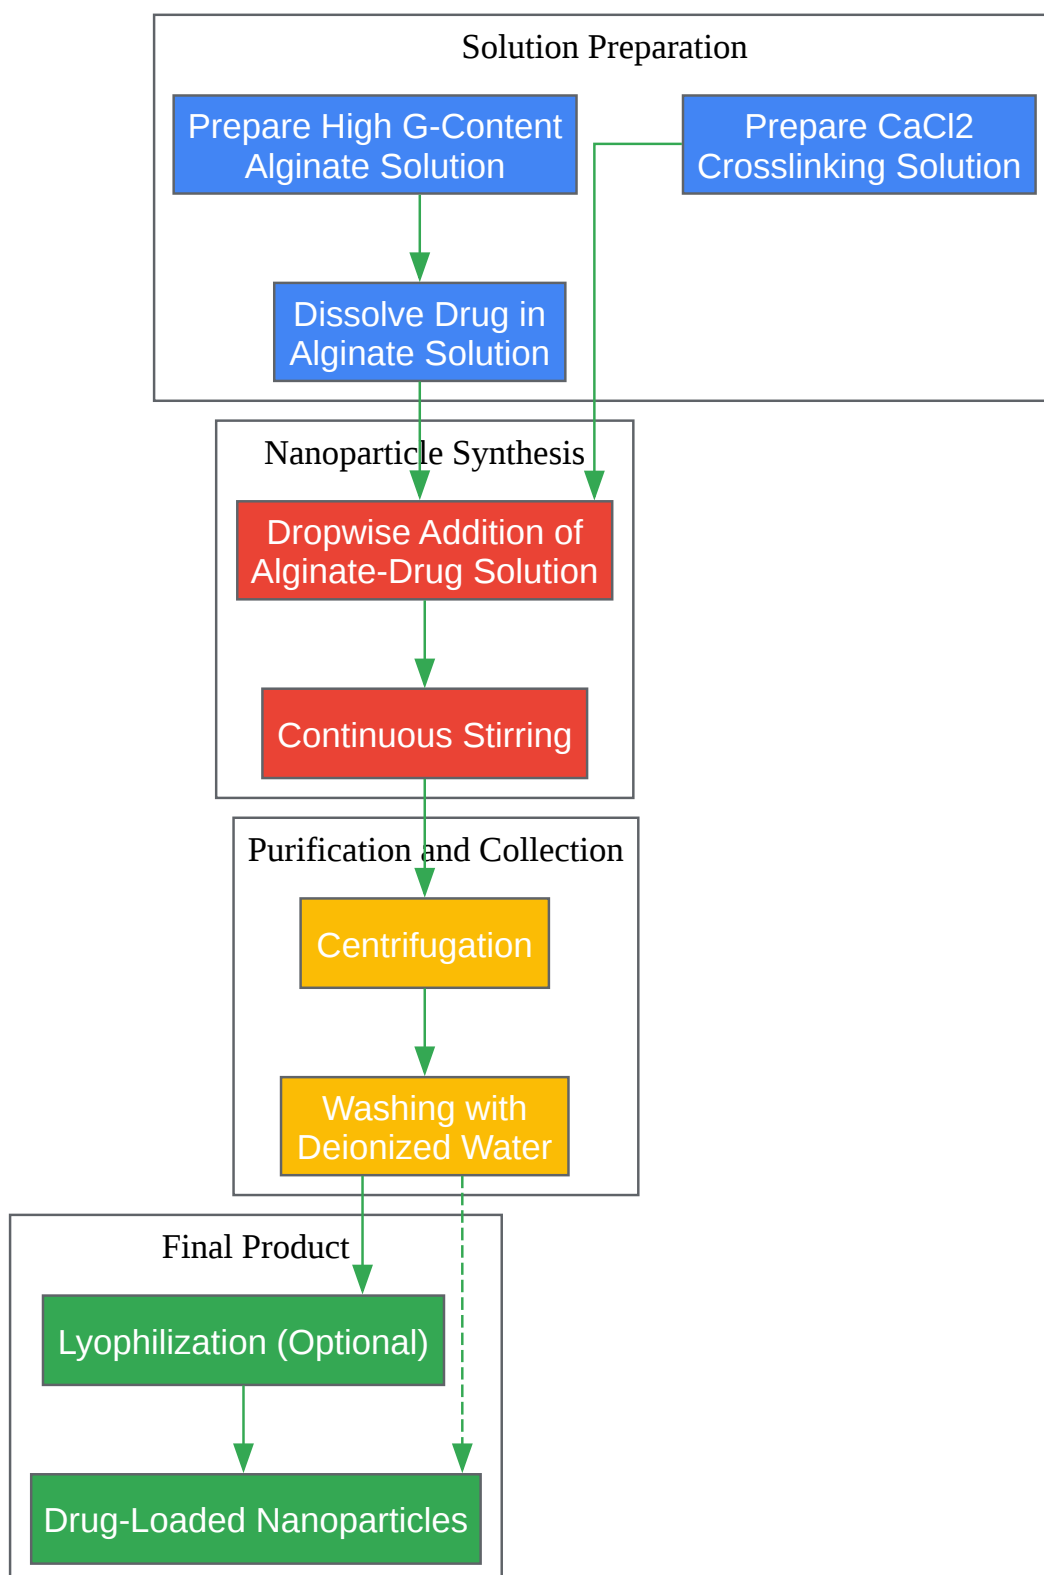 Solution Preparation
Prepare High G-Content
Alginate Solution
Prepare CaCl2
Crosslinking Solution
Dissolve Drug in
Alginate Solution
Nanoparticle Synthesis
Dropwise Addition of
Alginate-Drug Solution
Continuous Stirring
Purification and Collection
Centrifugation
Washing with
Deionized Water
Final Product
Lyophilization (Optional)
Drug-Loaded Nanoparticles